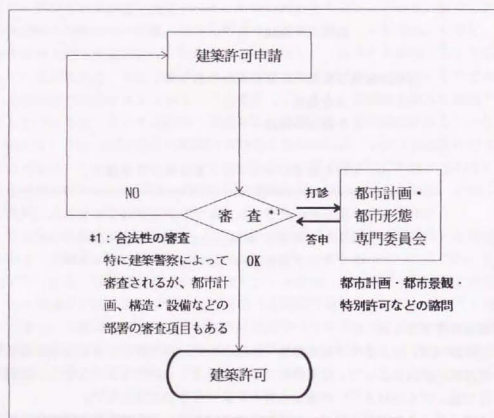 建築許可申請
NO
打診
都市計画・
審 査 *1
都市形態
答申
専門委員会
*1：合法性の審査
OK
特に建築警察によって
審査されるが、都市計
画、構造・設備などの
部署の審査項目もある
都市計画・都市景観・
特別許可などの諮問
建築許可